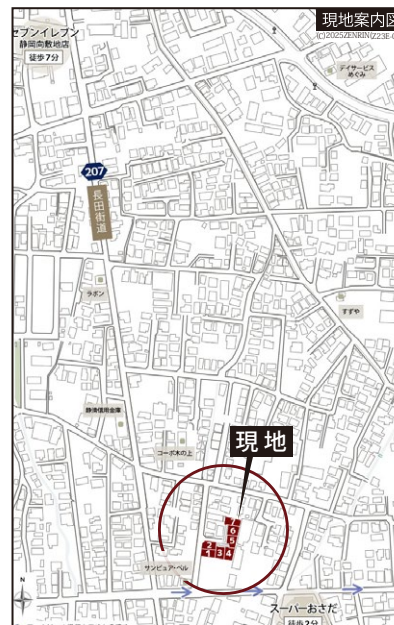 現地案内図
(C)2025ZENRIN(Z23E-
セブンイレブン
静岡向敷地店
徒歩7分
デイサービス
めぐみ
207
長田街道
ラボン
すずや
静清信用金庫
コーポ木の上
現地
7
6
5
2
1 3 4
サンピュア・ベル
N
スーパーおさだ
徒歩2分